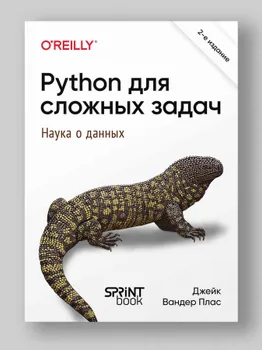 O'REILLY®
2-е издание
Python для
сложных задач
Наука о данных
SPRINT
book
Джейк
Вандер Плас